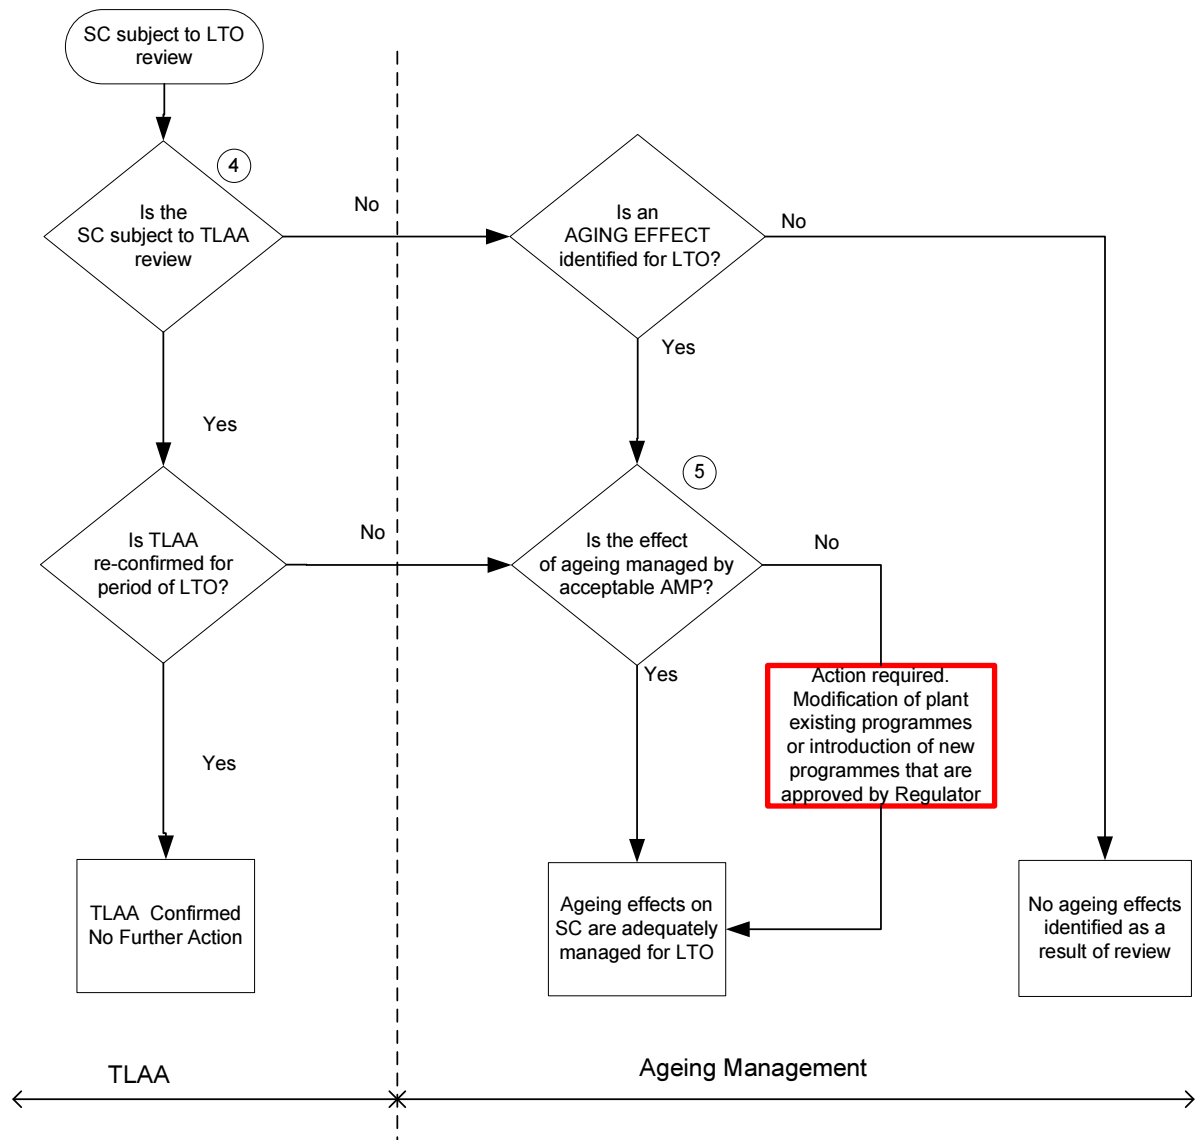 SC subject to LTO
review
4
Is the
SC subject to TLAA
review
No
Is an
AGING EFFECT
identified for LTO?
No
Yes
Yes
Is TLAA
re-confirmed for
period of LTO?
No
5
Is the effect
of ageing managed by
acceptable AMP?
No
Yes
Action required.
Modification of plant
existing programmes
or introduction of new
programmes that are
approved by Regulator
Yes
TLAA Confirmed
No Further Action
Ageing effects on
SC are adequately
managed for LTO
No ageing effects
identified as a
result of review
TLAA
Ageing Management